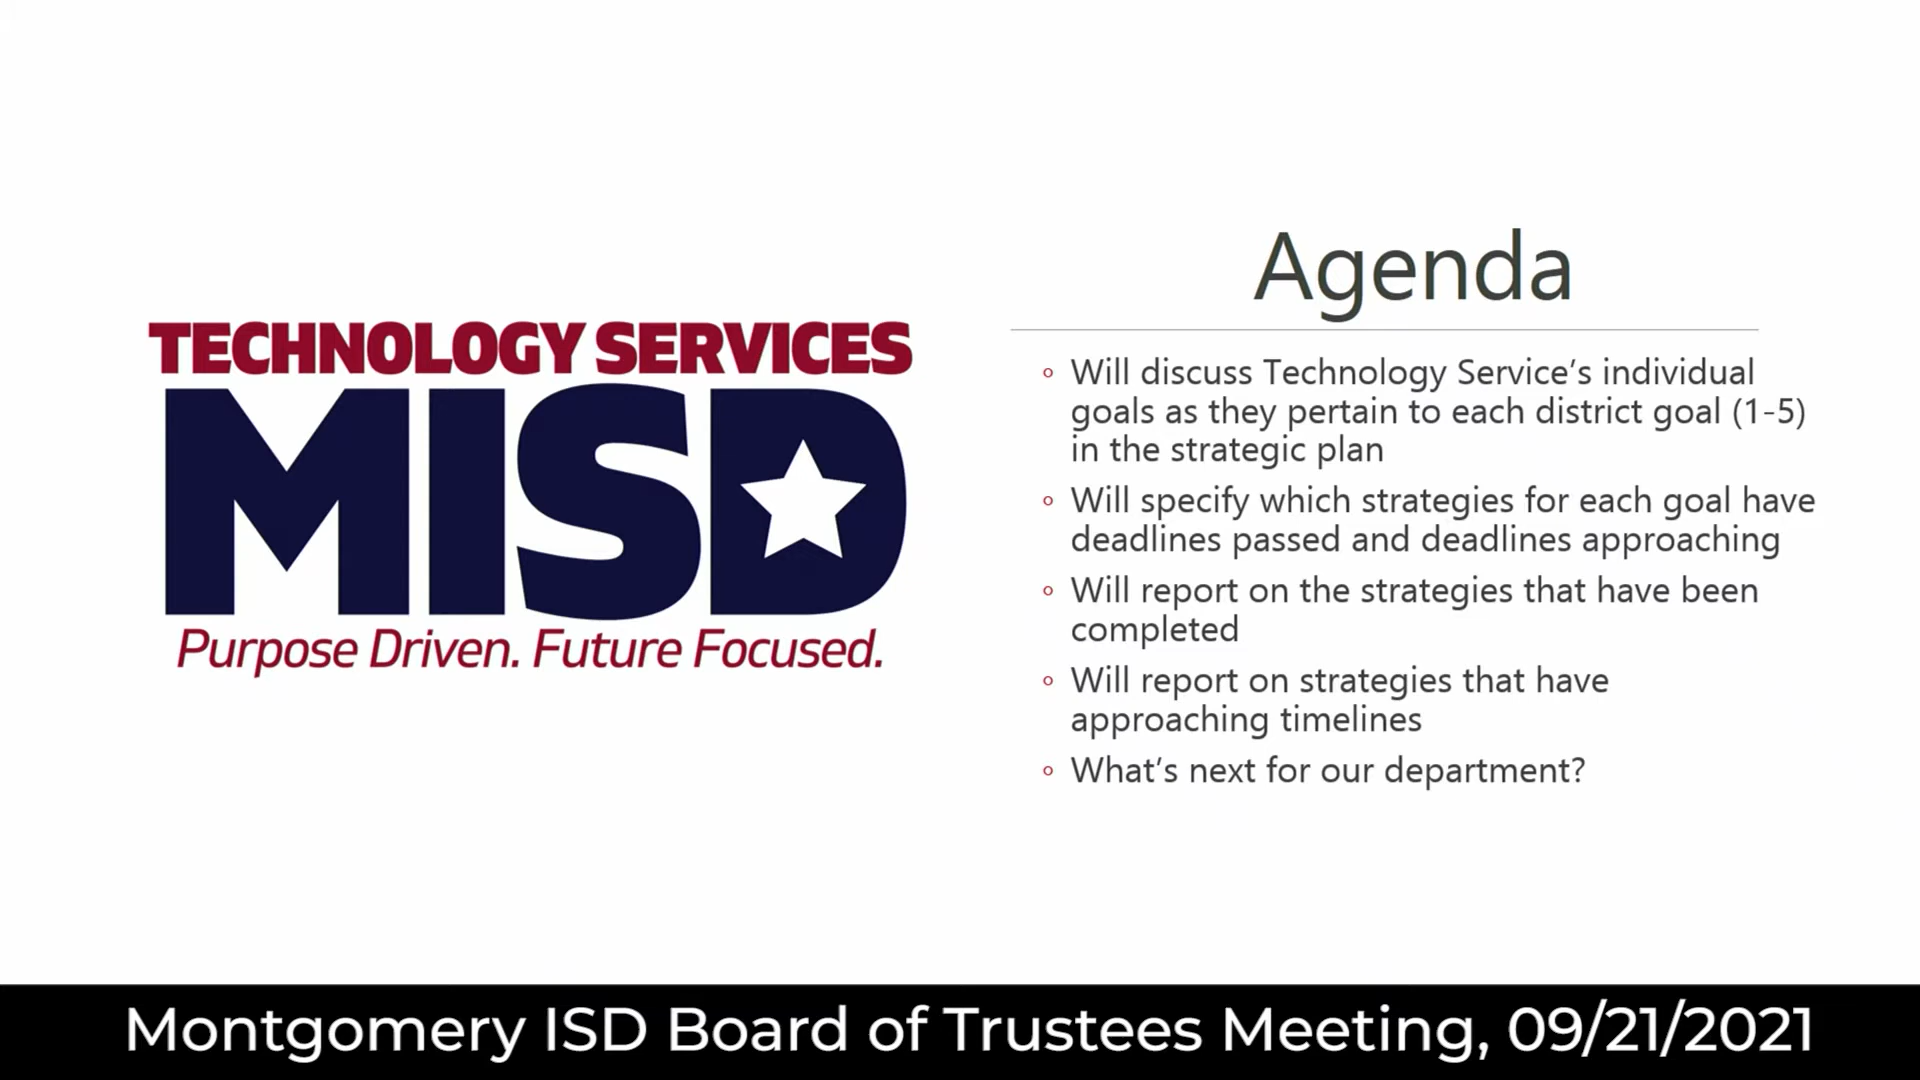 TECHNOLOGY SERVICES
MISD
Purpose Driven. Future Focused.
Agenda
◦ Will discuss Technology Service’s individual
goals as they pertain to each district goal (1-5)
in the strategic plan
◦ Will specify which strategies for each goal have
deadlines passed and deadlines approaching
◦ Will report on the strategies that have been
completed
◦ Will report on strategies that have
approaching timelines
◦ What’s next for our department?
Montgomery ISD Board of Trustees Meeting, 09/21/2021